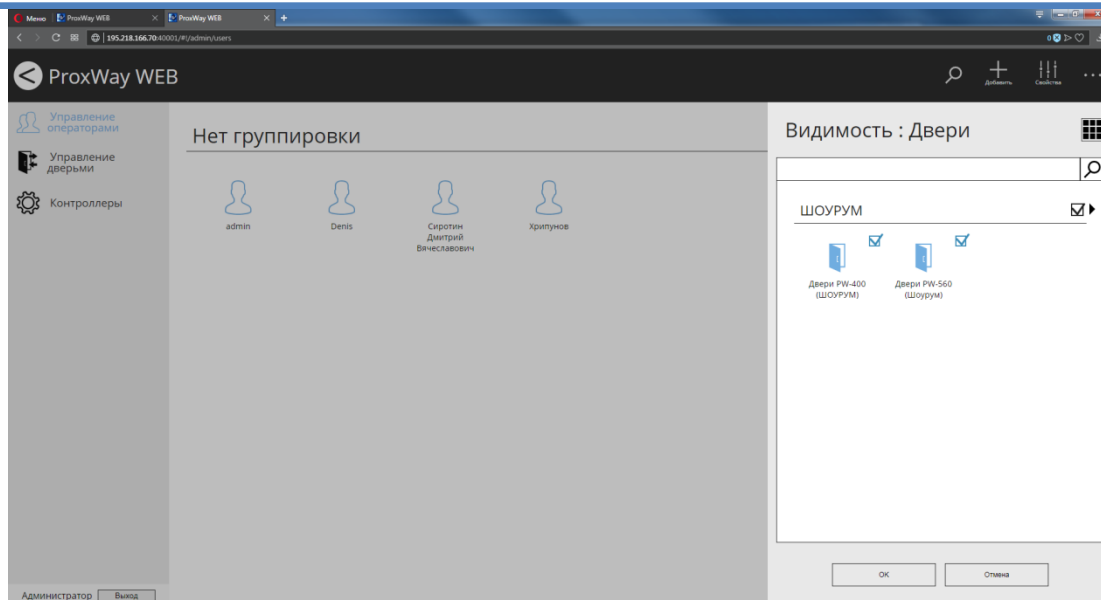 Меню ProxWay WEB ProxWay WEB
195.218.166.70:40001/#!/admin/users
ProxWay WEB
Добавить Свойства
Управление
операторами
Управление
дверьми
Контроллеры
Нет группировки
admin
Denis
Сиротин
Дмитрий
Вячеславович
Хрипунов
Видимость : Двери
ШОУРУМ
Двери PW-400
(ШОУРУМ)
Двери PW-560
(Шоурум)
ОК Отмена
Администратор Выход